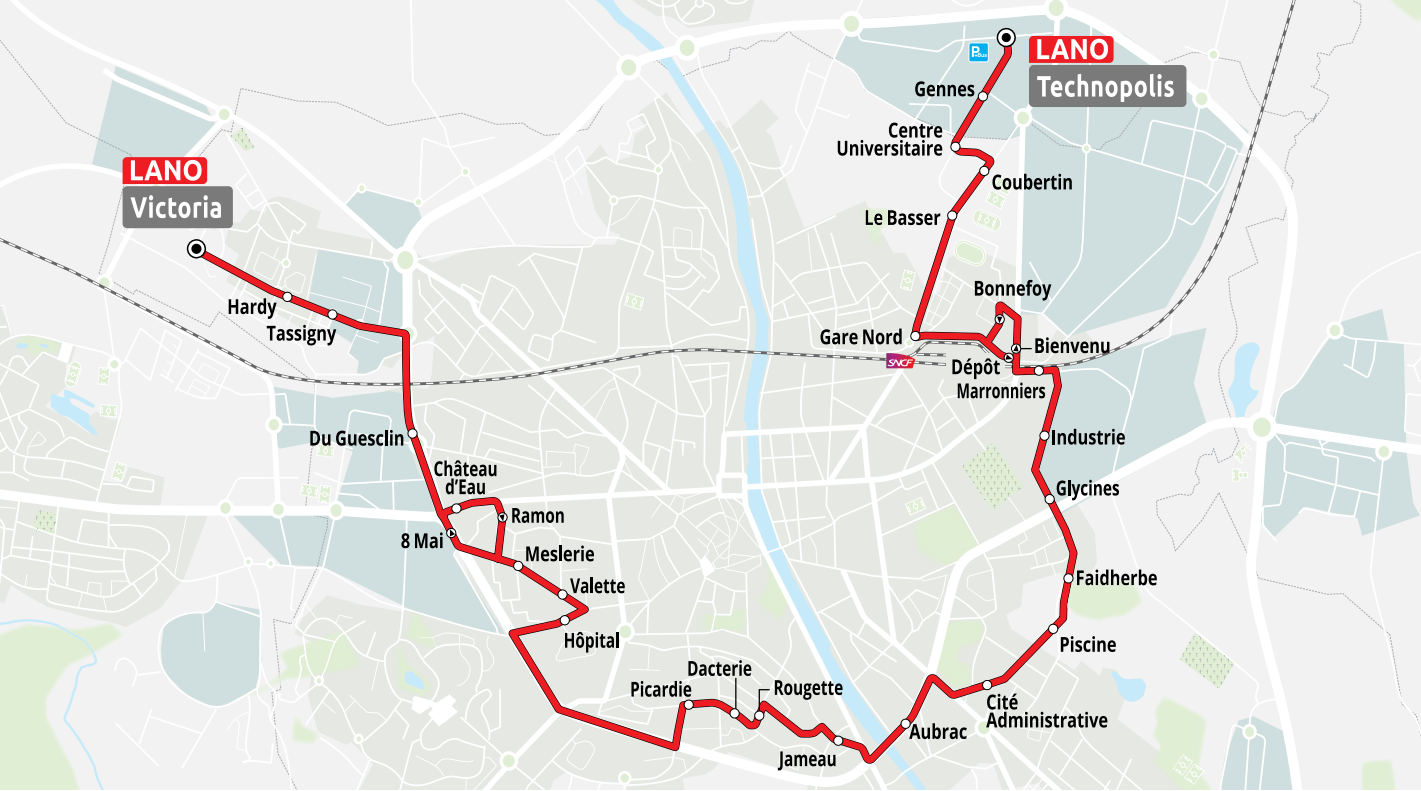 LANO
Technopolis
P
+Bus
Gennes
Centre
Universitaire
Coubertin
Le Basser
LANO
Victoria
Hardy
Tassigny
Bonnefoy
Gare Nord
Bienvenu
SNCF
Dépôt
Marronniers
Du Guesclin
Industrie
Château
d'Eau
Glycines
Ramon
8 Mai
Meslerie
Valette
Faidherbe
Hôpital
Piscine
Dacterie
Picardie
Rougette
Cité
Administrative
Aubrac
Jameau